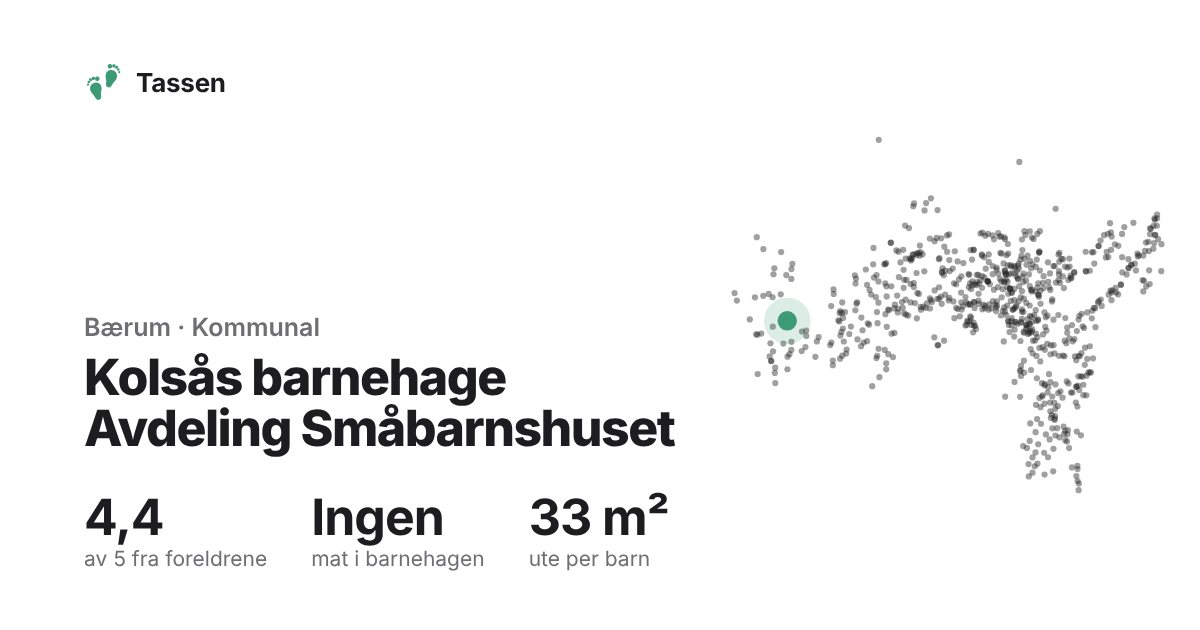 Tassen
Bærum · Kommunal
Kolsås barnehage
Avdeling Småbarnshuset
4,4
av 5 fra foreldrene
Ingen
mat i barnehagen
33 m²
ute per barn